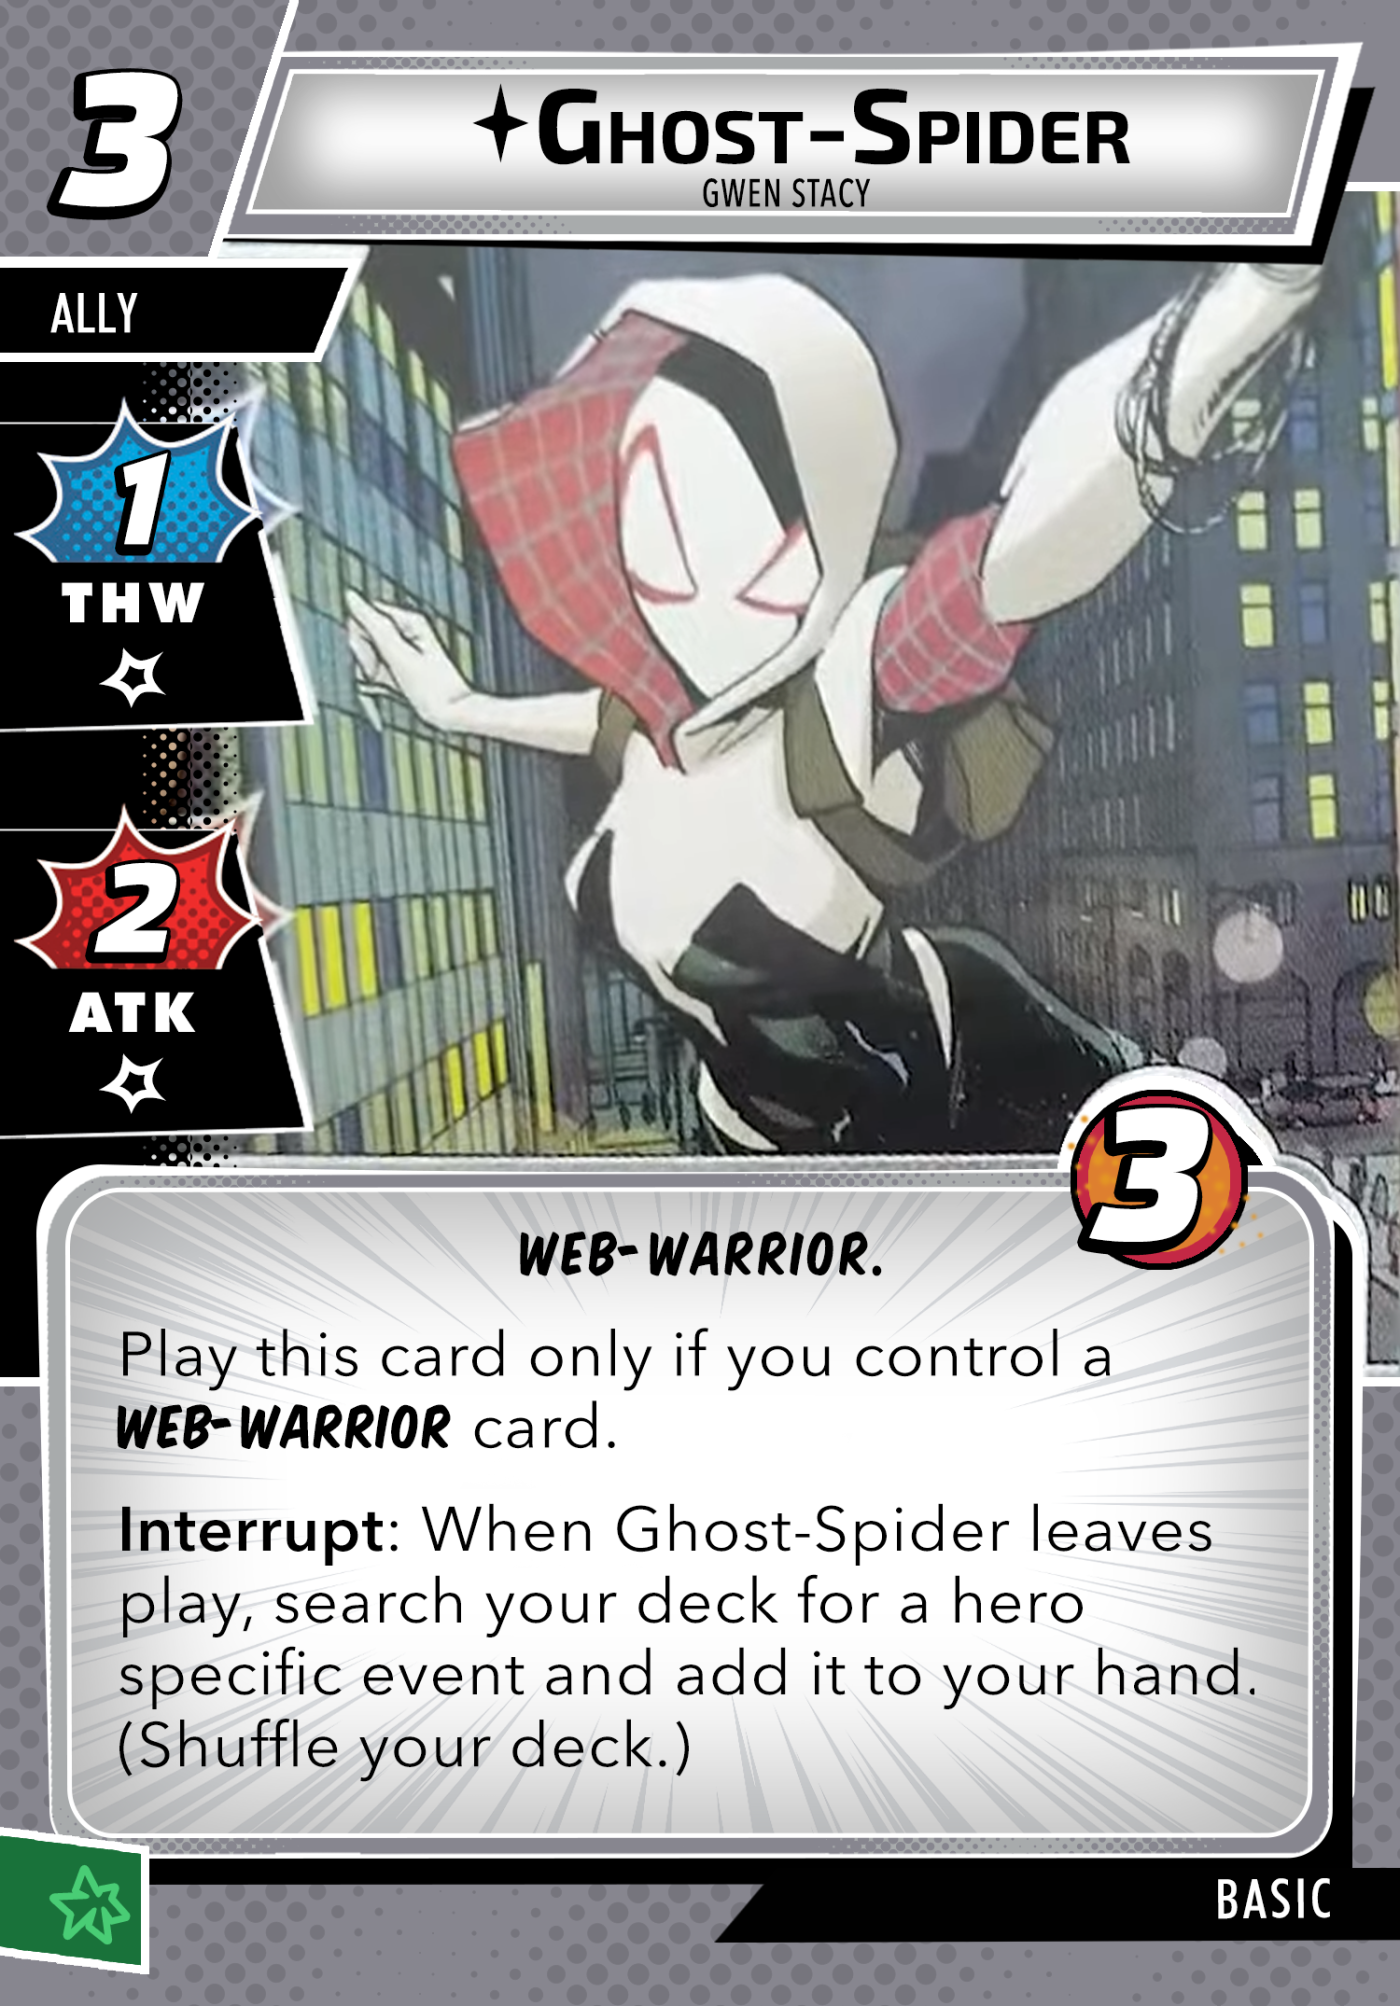 3
GHOST-SPIDER
GWEN STACY
ALLY
1
THW
2
ATK
3
WEB-WARRIOR.
Play this card only if you control a
WEB-WARRIOR card.
Interrupt: When Ghost-Spider leaves
play, search your deck for a hero
specific event and add it to your hand.
(Shuffle your deck.)
BASIC